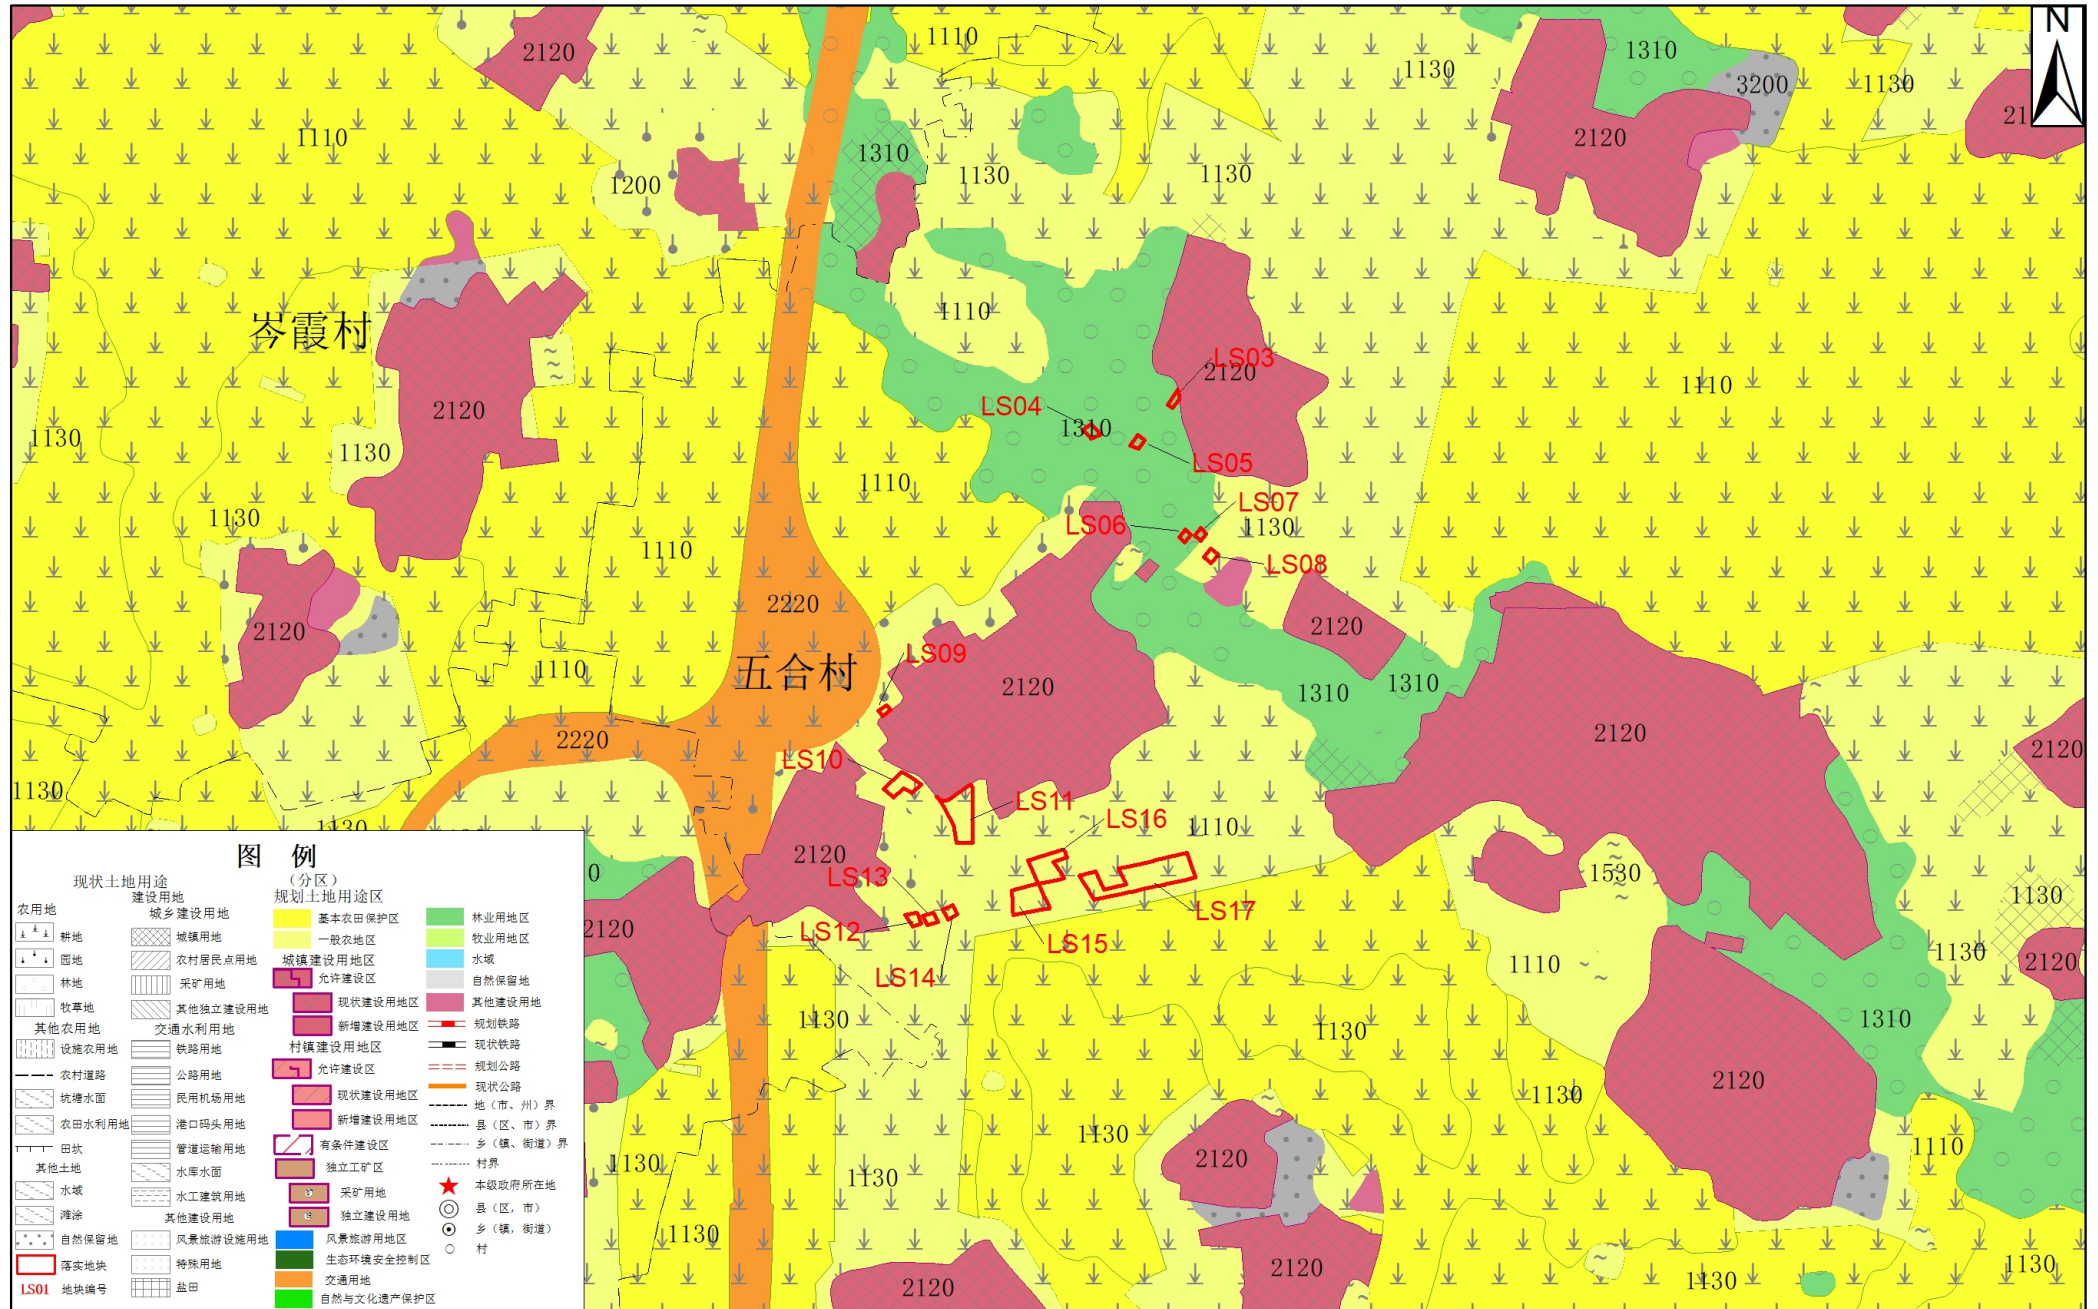 1110
2120
1310
1130
3200
1130
N
21
1110
2120
1310
1200
1130
1130
岑霞村
1110
LS03
2120
1110
LS04
1310
2120
1130
1130
LS05
1110
LS07
LS06
1130
1130
1110
LS08
2220
2120
2120
LS09
1110
五合村
2120
1310
1310
2220
2120
2120
LS10
1130
LS11
LS16
1110
1130
2120
0
LS13
1530
1130
LS17
2120
LS12
LS15
1130
2120
1110
LS14
1130
1130
1310
2120
1130
1130
1110
2120
1130
1130
1130
2120
1130
1130
2120
图 例
现状土地用途
(分区)
规划土地用途区
农用地
建设用地
城乡建设用地
耕地
园地
林地
牧草地
其他农用地
设施农用地
农村道路
坑塘水面
农田水利用地
田坎
其他土地
水域
滩涂
自然保留地
落实地块
LS01 地块编号
城镇用地
农村居民点用地
采矿用地
其他独立建设用地
交通水利用地
铁路用地
公路用地
民用机场用地
港口码头用地
管道运输用地
水库水面
水工建筑用地
其他建设用地
风景旅游设施用地
特殊用地
盐田
基本农田保护区
一般农地区
城镇建设用地区
允许建设区
现状建设用地区
新增建设用地区
村镇建设用地区
允许建设区
现状建设用地区
新增建设用地区
有条件建设区
独立工矿区
采矿用地
独立建设用地
风景旅游用地区
生态环境安全控制区
交通用地
自然与文化遗产保护区
林业用地区
牧业用地区
水域
自然保留地
其他建设用地
规划铁路
现状铁路
规划公路
现状公路
地（市、州）界
县（区、市）界
乡（镇、街道）界
村界
本级政府所在地
县（区，市）
乡（镇，街道）
村